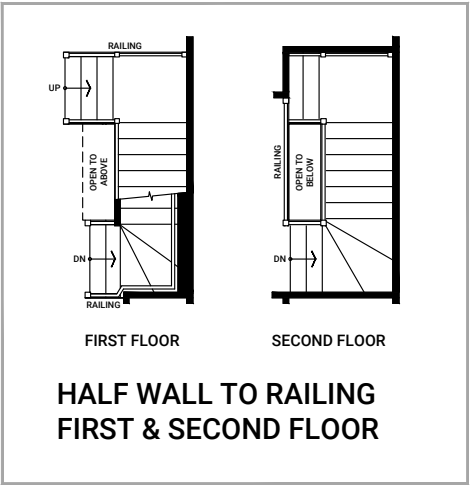 RAILING
UP
OPEN TO
ABOVE
DN
RAILING
FIRST FLOOR
RAILING
OPEN TO
BELOW
DN
SECOND FLOOR
HALF WALL TO RAILING
FIRST & SECOND FLOOR